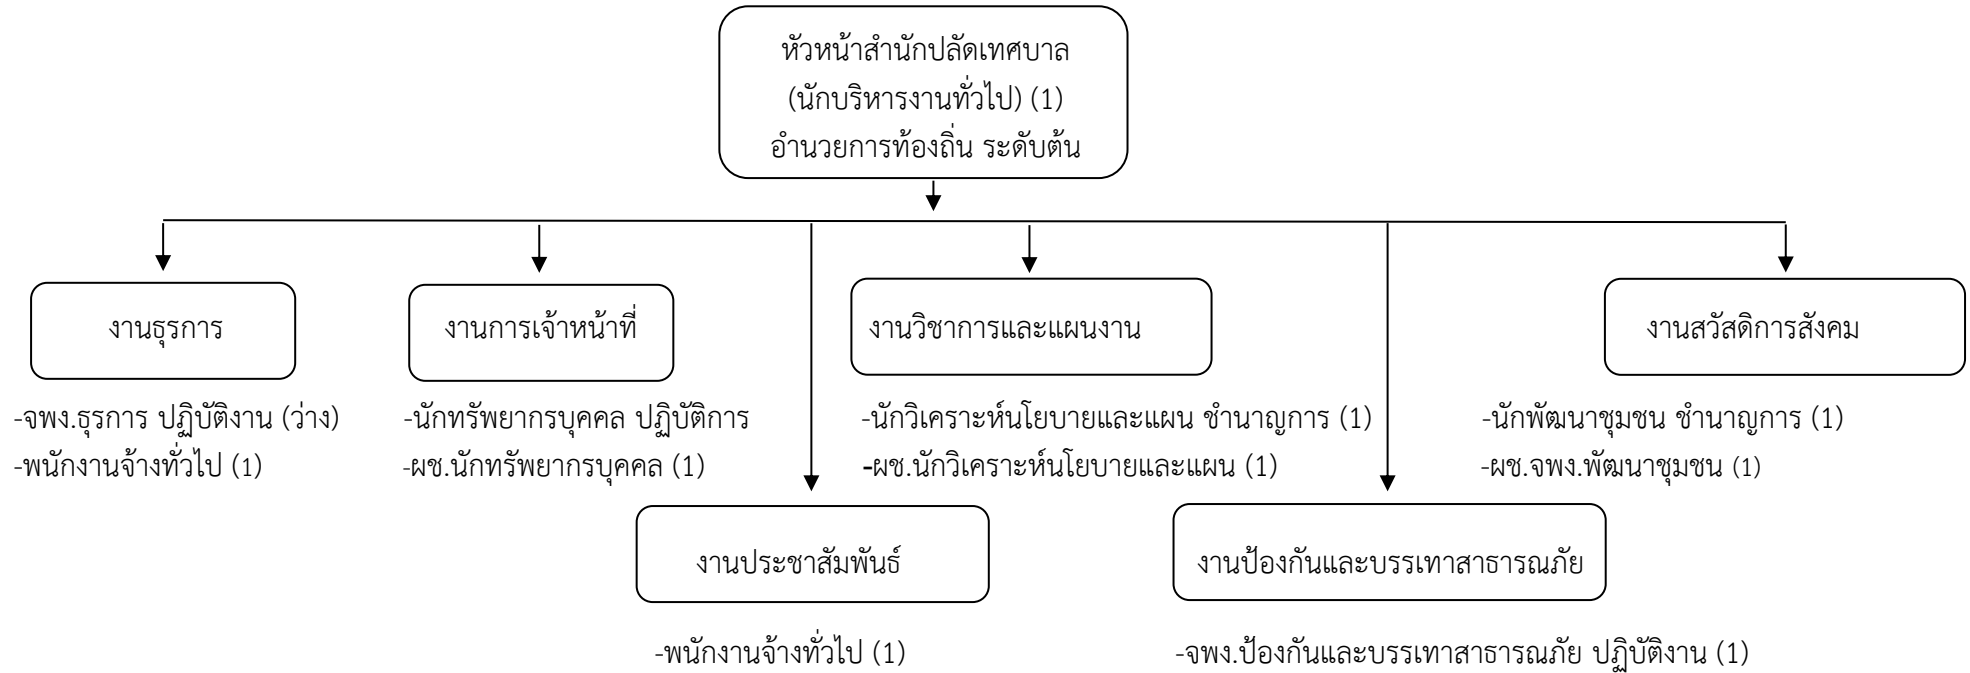 หัวหน้าสำนักปลัดเทศบาล
(นักบริหารงานทั่วไป) (1)
อำนวยการท้องถิ่น ระดับต้น
งานธุรการ
-จพง.ธุรการ ปฏิบัติงาน (ว่าง)
-พนักงานจ้างทั่วไป (1)
งานการเจ้าหน้าที่
-นักทรัพยากรบุคคล ปฏิบัติการ
-ผช.นักทรัพยากรบุคคล (1)
งานวิชาการและแผนงาน
-นักวิเคราะห์นโยบายและแผน ชำนาญการ (1)
-ผช.นักวิเคราะห์นโยบายและแผน (1)
งานสวัสดิการสังคม
-นักพัฒนาชุมชน ชำนาญการ (1)
-ผช.จพง.พัฒนาชุมชน (1)
งานประชาสัมพันธ์
-พนักงานจ้างทั่วไป (1)
งานป้องกันและบรรเทาสาธารณภัย
-จพง.ป้องกันและบรรเทาสาธารณภัย ปฏิบัติงาน (1)